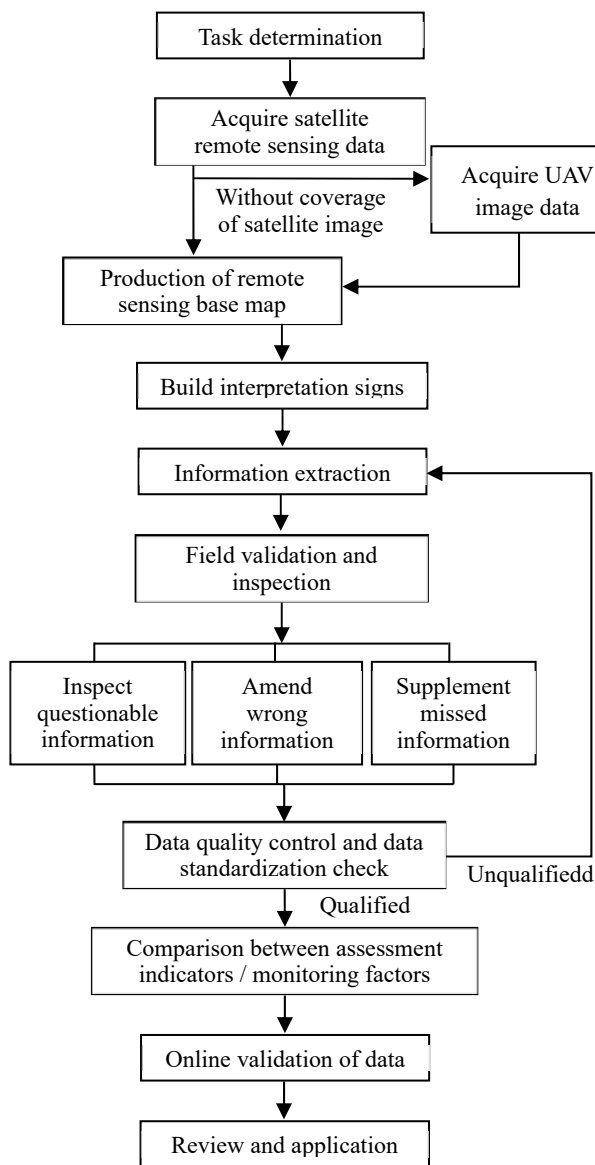 Task determination
Acquire satellite
remote sensing data
Without coverage
of satellite image
Acquire UAV
image data
Production of remote
sensing base map
Build interpretation signs
Information extraction
Field validation and
inspection
Inspect
questionable
information
Amend
wrong
information
Supplement
missed
information
Data quality control and data
standardization check
Unqualifiedd
Qualified
Comparison between assessment
indicators / monitoring factors
Online validation of data
Review and application